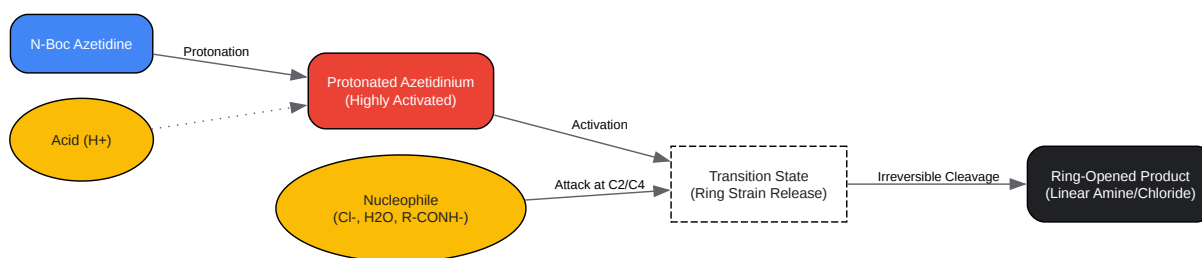 N-Boc Azetidine
Protonation
Acid (H+)
Protonated Azetidinium
(Highly Activated)
Activation
Nucleophile
(Cl-, H2O, R-CONH-)
Attack at C2/C4
Transition State
(Ring Strain Release)
Irreversible Cleavage
Ring-Opened Product
(Linear Amine/Chloride)